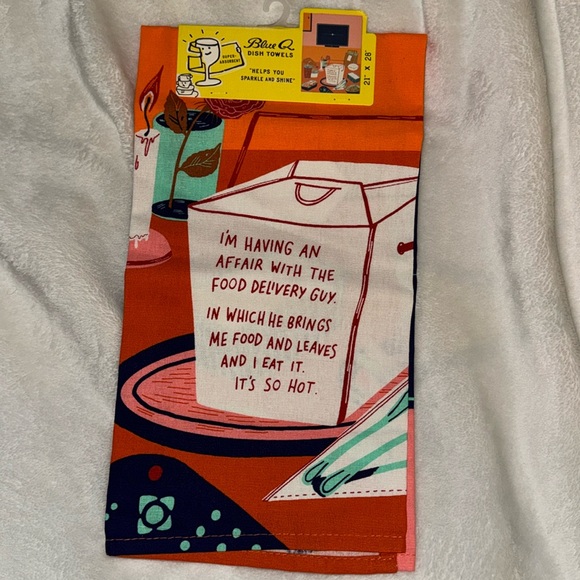 SUPER-
ABSORBENT
Blue Q
DISH TOWELS
"HELPS YOU
SPARKLE AND SHINE"
21" X 28"
I'M HAVING AN
AFFAIR WITH THE
FOOD DELIVERY GUY.
IN WHICH HE BRINGS
ME FOOD AND LEAVES
AND I EAT IT.
IT'S SO HOT.